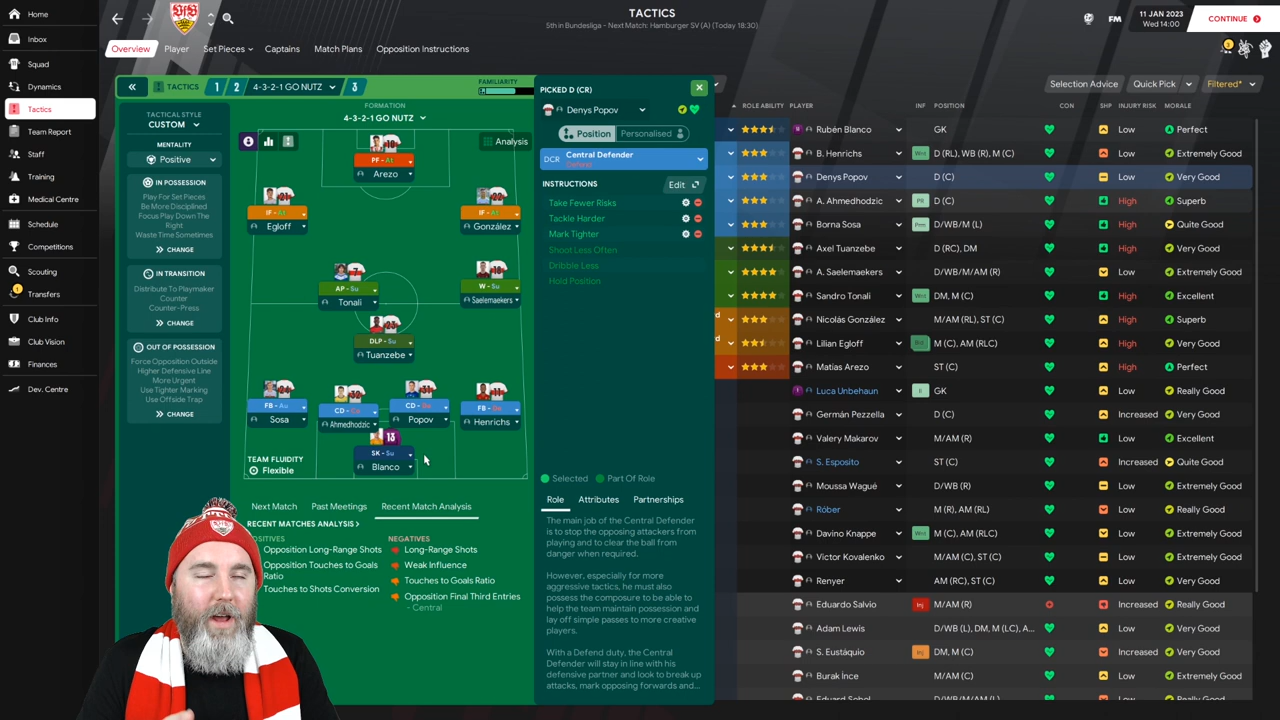 Home
Inbox
Squad
Dynamics
Tactics
Team Report
Staff
Training
Medical Centre
Schedule
Competitions
Scouting
Transfers
Club Info
Club Vision
Finances
Dev. Centre
TACTICS
5th in Bundesliga - Next Match: Hamburger SV (A) (Today 18:30)
FM
11 JAN 2023
Wed 14:00
CONTINUE
Overview
Player
Set Pieces
Captains
Match Plans
Opposition Instructions
TACTICS
1
2
4-3-2-1 GO NUTZ
3
FAMILIARITY
TACTICAL STYLE
CUSTOM
MENTALITY
Positive
IN POSSESSION
Play For Set Pieces
Be More Disciplined
Focus Play Down The
Right
Waste Time Sometimes
CHANGE
IN TRANSITION
Distribute To Playmaker
Counter
Counter-Press
CHANGE
OUT OF POSSESSION
Force Opposition Outside
Higher Defensive Line
More Urgent
Use Tighter Marking
Use Offside Trap
CHANGE
FORMATION
4-3-2-1 GO NUTZ
Analysis
PF - At
Arezo
IF - At
Egloff
IF - At
González
AP - Su
Tonali
W - Su
Saelemaekers
DLP - Su
Tuanzebe
FB - Au
Sosa
CD - De
Ahmedhodzic
CD - De
Popov
FB - De
Henrichs
13
SK - Su
Blanco
TEAM FLUIDITY
Flexible
Next Match
Past Meetings
Recent Match Analysis
RECENT MATCHES ANALYSIS
Opposition Long-Range Shots
Opposition Touches to Goals
Ratio
Touches to Shots Conversion
NEGATIVES
Long-Range Shots
Weak Influence
Touches to Goals Ratio
Opposition Final Third Entries
- Central
PICKED D (CR)
Denys Popov
Position
Personalised
DCR
Central Defender
Defend
INSTRUCTIONS
Edit
Take Fewer Risks
Tackle Harder
Mark Tighter
Shoot Less Often
Dribble Less
Hold Position
Selected
Part Of Role
Role
Attributes
Partnerships
The main job of the Central
Defender is to stop the
opposing attackers from
playing and to clear the ball
from danger when required.
However, especially for more
aggressive tactics, he must also
possess the composure to be able to
help the team maintain possession and
lay off simple passes to more creative
players.
With a Defend duty, the Central
Defender will stay in line with his
defensive partner and look to break up
attacks, mark opposing forwards and...
Selection Advice
Quick Pick
Filtered*
ROLE ABILITY PLAYER INF POSITION CON SHP INJURY RISK MORALE
Rubén Blanco GK Low Perfect
B. Henrichs D (RL), WB (R), M (C) Low Extremely Good
Denys Popov D (C) Low Very Good
A. Ahmedhodzic D (C) High Superb
Borna Sosa D/WB/M (L) High Quite Good
Axel Tuanzebe D (RC), DM High Very Good
A. Saelemaekers D/WB/M/AM (R) Low Extremely Good
Sandro Tonali DM, M (C) High Excellent
Nicolás González AM (RL), ST (C) High Superb
Lilian Egloff M (C), AM (RLC) High Very Good
Matías Arezo ST (C) High Perfect
Luca Unbehaun GK Low Really Good
Germán Pezzella D (C) Increased Very Good
Valery Makarov M/AM (R) Low Excellent
S. Esposito ST (C) Increased Quite Good
Moussa Wagué D/WB (R) Low Extremely Good
Róber M (R), AM (RL) Low Really Good
Davino Knappe M (C), AM (RLC) Low Extremely Good
Victor Kovalenko M/AM (C), ST (C) Low Extremely Good
Renyer AM (RC), ST (C) Low Very Good
Eduardo Salvio Inj M/AM (R) Increased Really Good
Adam Lewis D/WB (L), DM, M (LC), A... Low Very Good
S. Eustáquio Inj DM, M (C) Increased Very Good
Burak İnce M/AM (C) Low Extremely Good